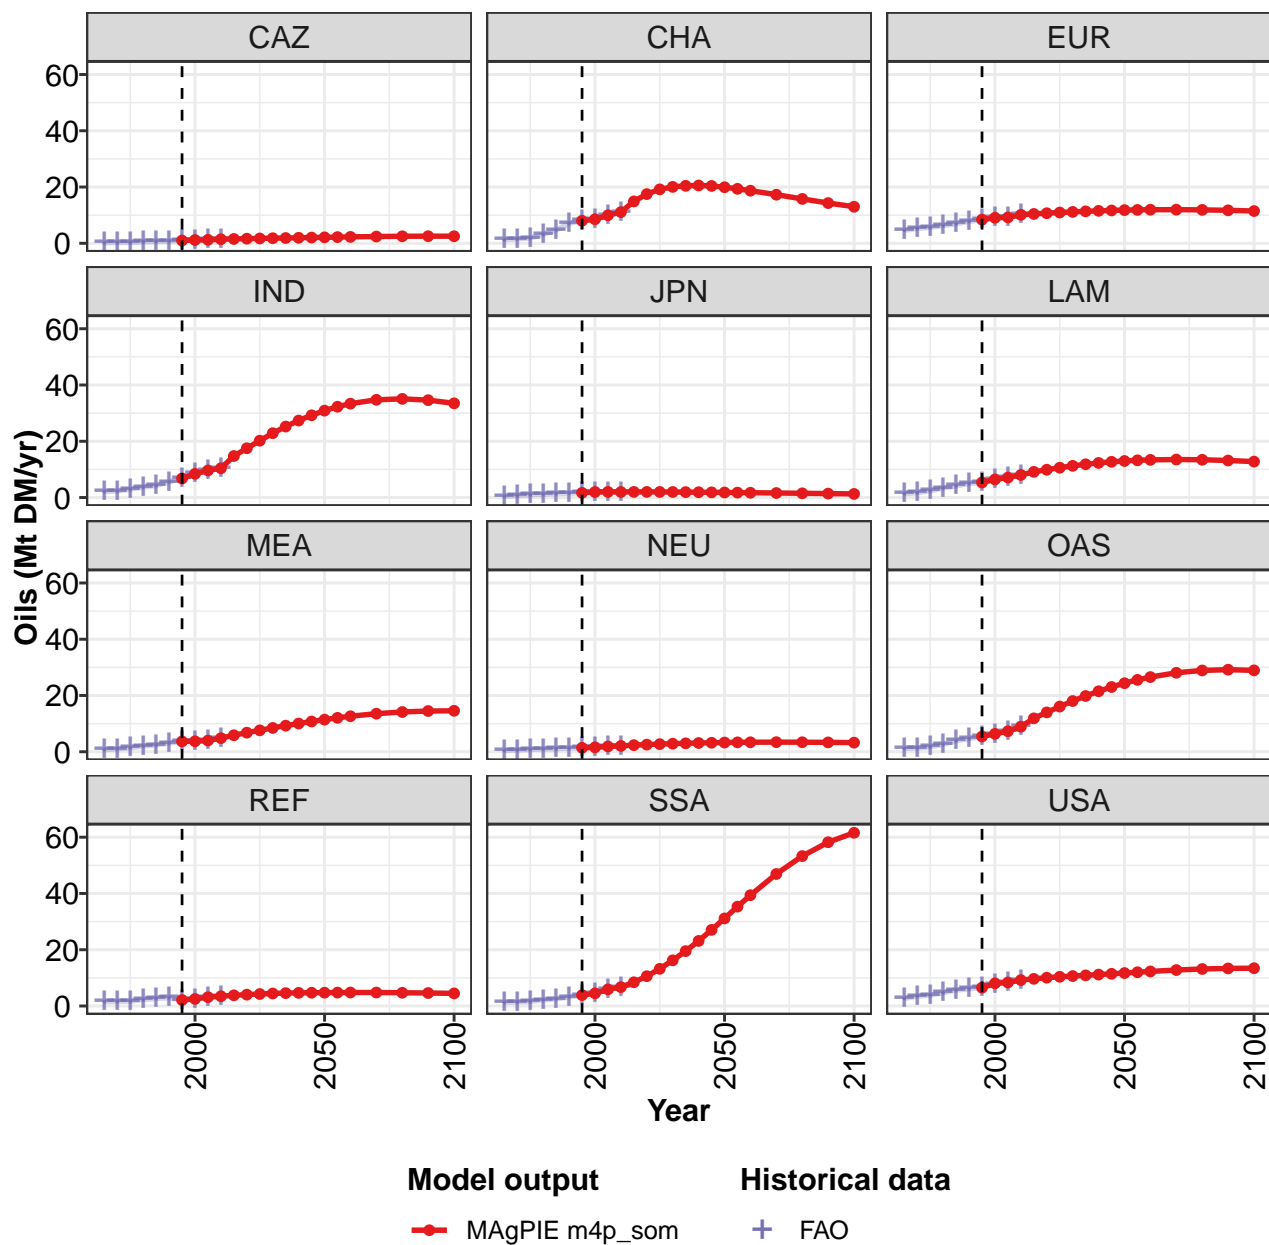 CAZ CHA EUR
60
40
20
0
IND JPN LAM
60
40
20
0
Oils (Mt DM/yr)
MEA NEU OAS
60
40
20
0
REF SSA USA
60
40
20
0
2000 2050 2100 2000 2050 2100 2000 2050 2100
Year
Model output Historical data
MAgPIE m4p_som FAO